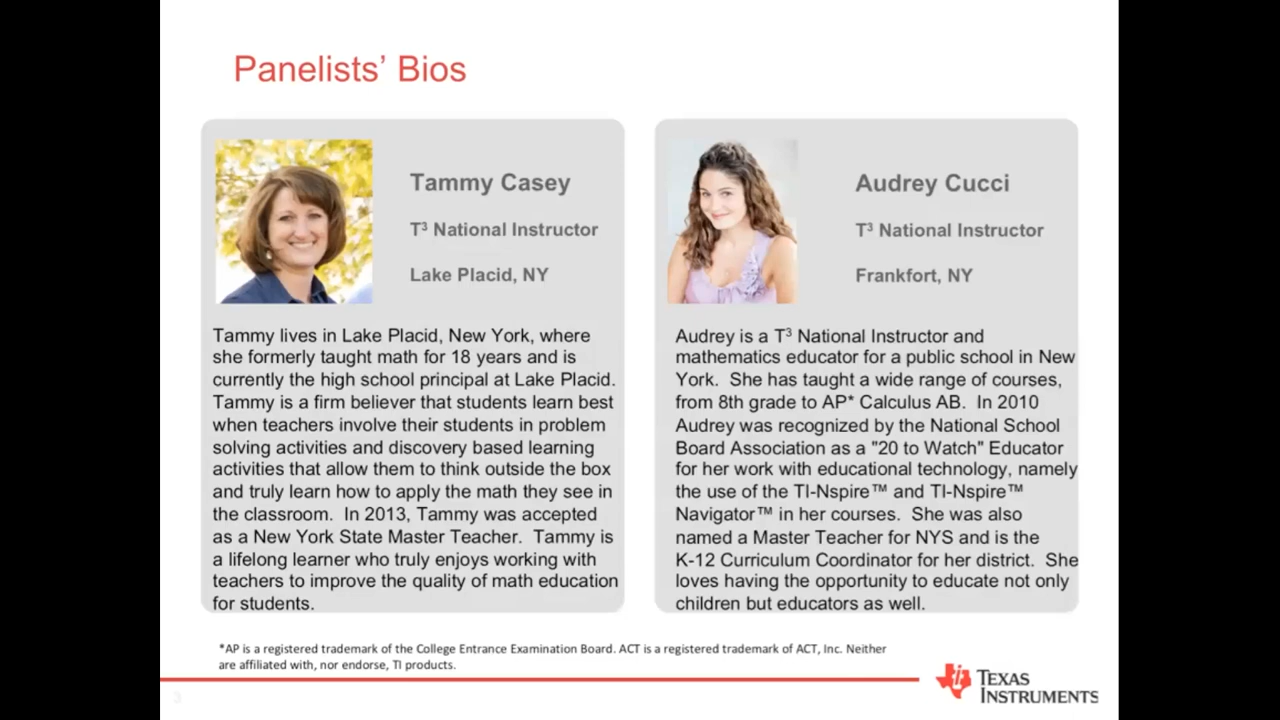 Panelists’ Bios
Tammy Casey
T³ National Instructor
Lake Placid, NY
Tammy lives in Lake Placid, New York, where
she formerly taught math for 18 years and is
currently the high school principal at Lake Placid.
Tammy is a firm believer that students learn best
when teachers involve their students in problem
solving activities and discovery based learning
activities that allow them to think outside the box
and truly learn how to apply the math they see in
the classroom. In 2013, Tammy was accepted
as a New York State Master Teacher. Tammy is
a lifelong learner who truly enjoys working with
teachers to improve the quality of math education
for students.
Audrey Cucci
T³ National Instructor
Frankfort, NY
Audrey is a T³ National Instructor and
mathematics educator for a public school in New
York. She has taught a wide range of courses,
from 8th grade to AP* Calculus AB. In 2010
Audrey was recognized by the National School
Board Association as a "20 to Watch" Educator
for her work with educational technology, namely
the use of the TI-Nspire™ and TI-Nspire™
Navigator™ in her courses. She was also
named a Master Teacher for NYS and is the
K-12 Curriculum Coordinator for her district. She
loves having the opportunity to educate not only
children but educators as well.
*AP is a registered trademark of the College Entrance Examination Board. ACT is a registered trademark of ACT, Inc. Neither
are affiliated with, nor endorse, TI products.
3
TEXAS
INSTRUMENTS